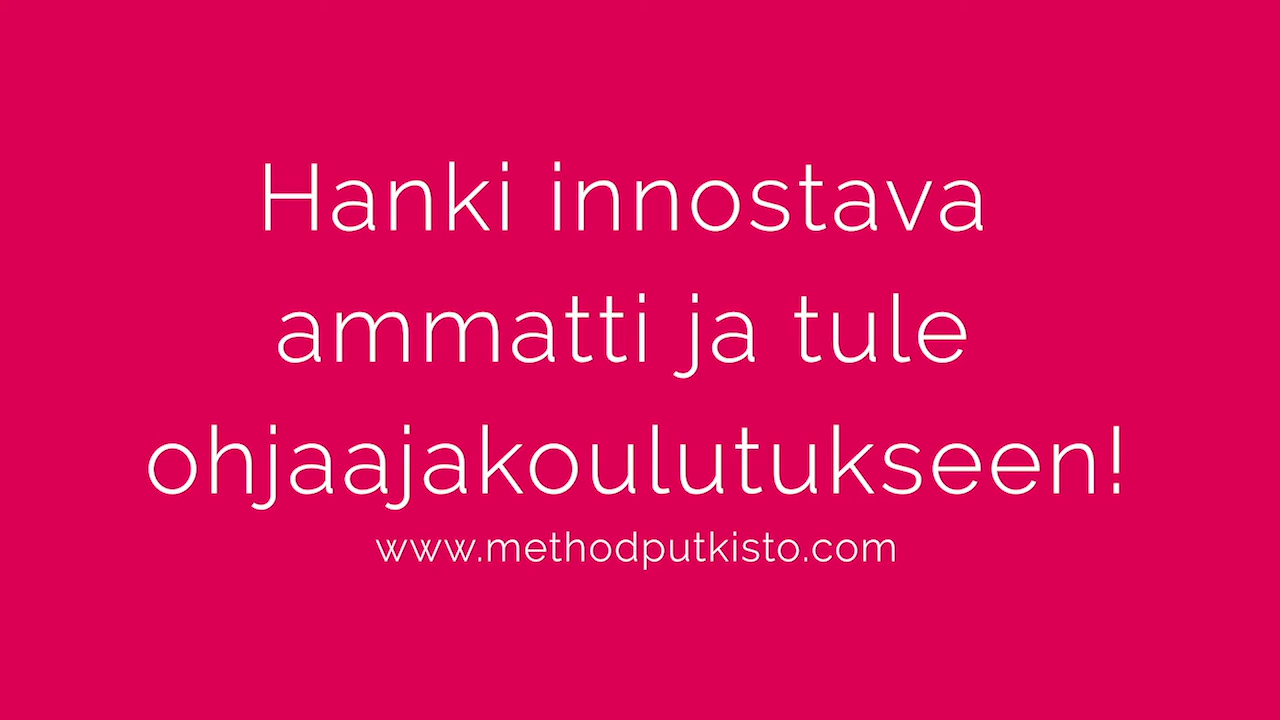 Hanki innostava
ammatti ja tule
ohjaajakoulutukseen!
www.methodputkisto.com